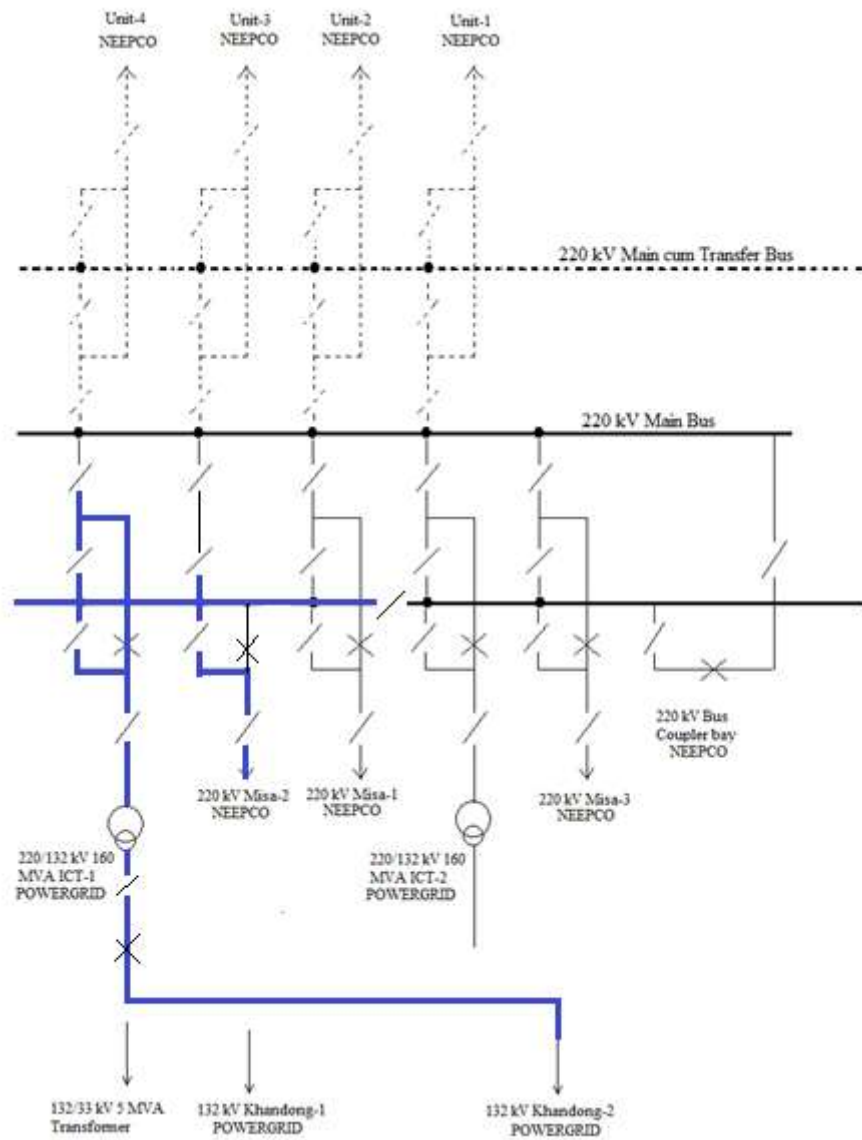 Unit-4
NEEPCO
Unit-3
NEEPCO
Unit-2
NEEPCO
Unit-1
NEEPCO
220 kV Main cum Transfer Bus
220 kV Main Bus
220 kV Bus
Coupler bay
NEEPCO
220 kV Misa-2
NEEPCO
220 kV Misa-1
NEEPCO
220 kV Misa-3
NEEPCO
220/132 kV 160
MVA ICT-1
POWERGRID
220/132 kV 160
MVA ICT-2
POWERGRID
132/33 kV 5 MVA
Transformer
132 kV Khandong-1
POWERGRID
132 kV Khandong-2
POWERGRID